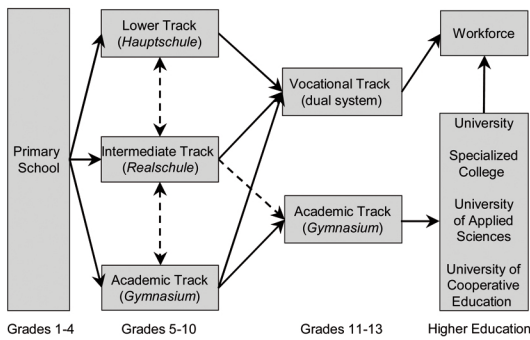 Primary
School
Lower Track
(Hauptschule)
Intermediate Track
(Realschule)
Academic Track
(Gymnasium)
Vocational Track
(dual system)
Academic Track
(Gymnasium)
Workforce
University
Specialized
College
University
of Applied
Sciences
University of
Cooperative
Education
Grades 1-4
Grades 5-10
Grades 11-13
Higher Education